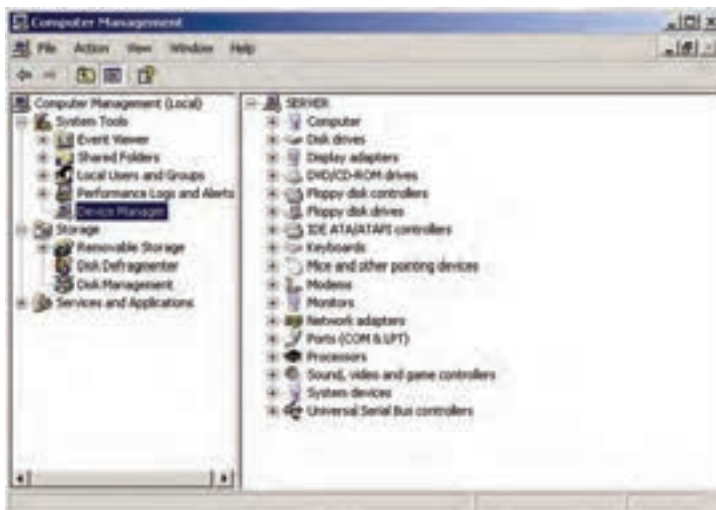 Computer Management
File Action View Window Help
Computer Management (Local)
System Tools
Event Viewer
Shared Folders
Local Users and Groups
Performance Logs and Alerts
Device Manager
Storage
Removable Storage
Disk Defragmenter
Disk Management
Services and Applications
SERVER
Computer
Disk drives
Display adapters
DVD/CD-ROM drives
Floppy disk controllers
Floppy disk drives
IDE ATA/ATAPI controllers
Keyboards
Mice and other pointing devices
Modems
Monitors
Network adapters
Ports (COM & LPT)
Processors
Sound, video and game controllers
System devices
Universal Serial Bus controllers